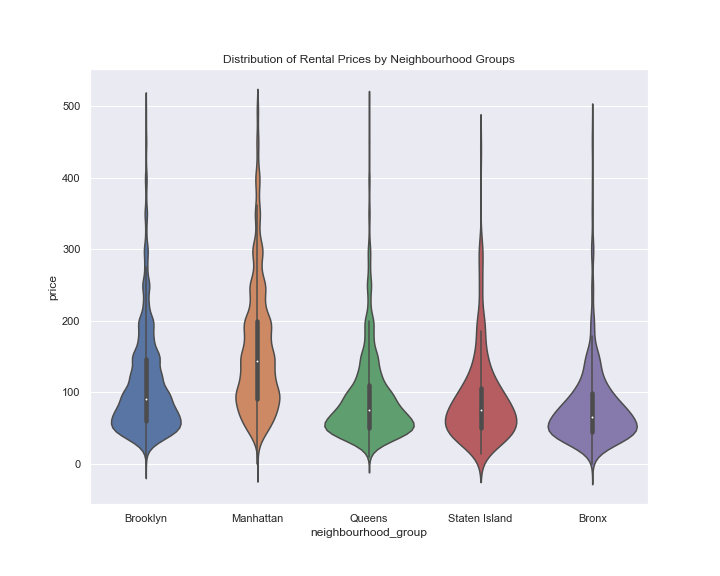 Distribution of Rental Prices by Neighbourhood Groups
500
400
300
200
100
0
price
Brooklyn Manhattan Queens Staten Island Bronx
neighbourhood_group